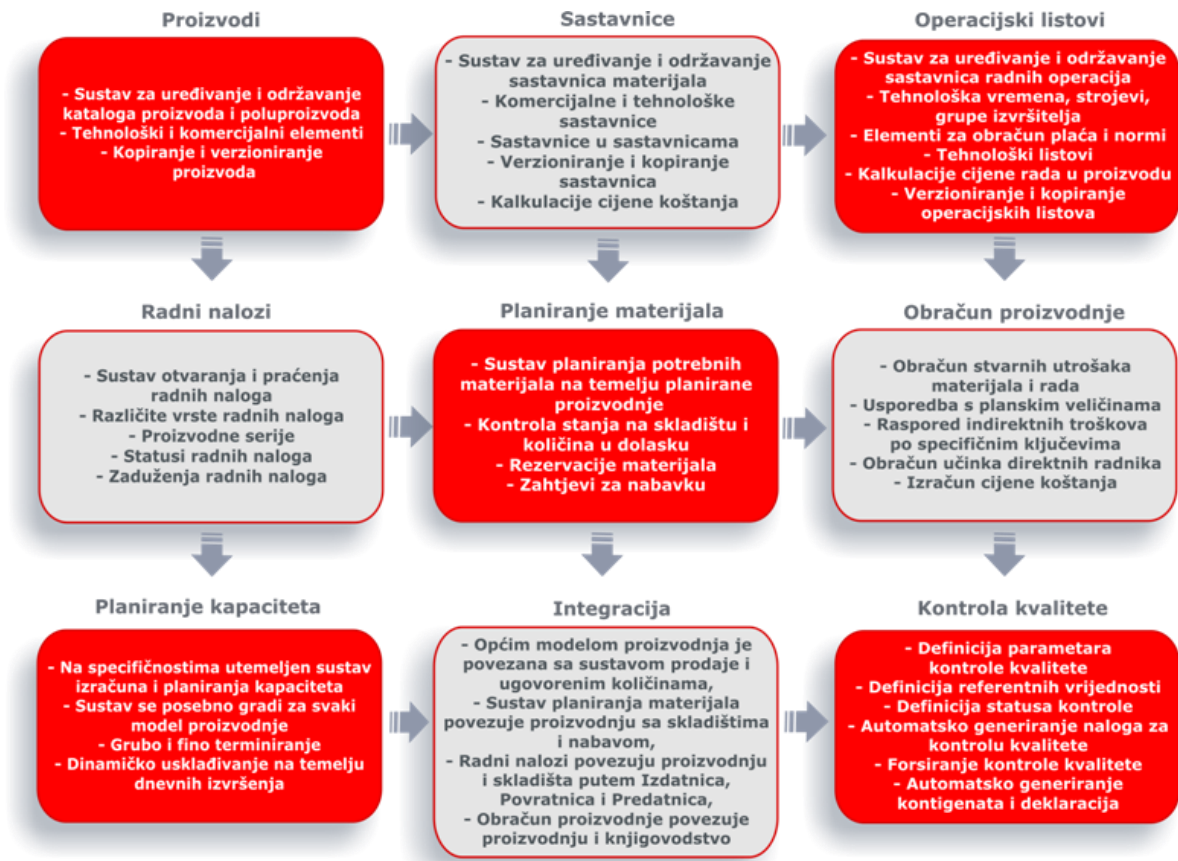 Proizvodi
- Sustav za uređivanje i održavanje
kataloga proizvoda i poluproizvoda
- Tehnološki i komercijalni elementi
- Kopiranje i verzioniranje
proizvoda
Sastavnice
- Sustav za uređivanje i održavanje
sastavnica materijala
- Komercijalne i tehnološke
sastavnice
- Sastavnice u sastavnicama
- Verzioniranje i kopiranje
sastavnica
- Kalkulacije cijene koštanja
Operacijski listovi
- Sustav za uređivanje i održavanje
sastavnica radnih operacija
- Tehnološka vremena, strojevi,
grupe izvršitelja
- Elementi za obračun plaća i normi
- Tehnološki listovi
- Kalkulacije cijene rada u proizvodu
- Verzioniranje i kopiranje
operacijskih listova
Radni nalozi
- Sustav otvaranja i praćenja
radnih naloga
- Različite vrste radnih naloga
- Proizvodne serije
- Statusi radnih naloga
- Zaduženja radnih naloga
Planiranje materijala
- Sustav planiranja potrebnih
materijala na temelju planirane
proizvodnje
- Kontrola stanja na skladištu i
količina u dolasku
- Rezervacije materijala
- Zahtjevi za nabavku
Obračun proizvodnje
- Obračun stvarnih utrošaka
materijala i rada
- Usporedba s planskim veličinama
- Raspored indirektnih troškova
po specifičnim ključevima
- Obračun učinka direktnih radnika
- Izračun cijene koštanja
Planiranje kapaciteta
- Na specifičnostima utemeljen sustav
izračuna i planiranja kapaciteta
- Sustav se posebno gradi za svaki
model proizvodnje
- Grubo i fino terminiranje
- Dinamičko usklađivanje na temelju
dnevnih izvršenja
Integracija
- Općim modelom proizvodnja je
povezana sa sustavom prodaje i
ugovorenim količinama,
- Sustav planiranja materijala
povezuje proizvodnju sa skladištima
i nabavom,
- Radni nalozi povezuju proizvodnju
i skladišta putem Izdatnica,
Povratnica i Predatnica,
- Obračun proizvodnje povezuje
proizvodnju i knjigovodstvo
Kontrola kvalitete
- Definicija parametara
kontrole kvalitete
- Definicija referentnih vrijednosti
- Definicija statusa kontrole
- Automatsko generiranje naloga za
kontrolu kvalitete
- Forsiranje kontrole kvalitete
- Automatsko generiranje
kontigenata i deklaracija